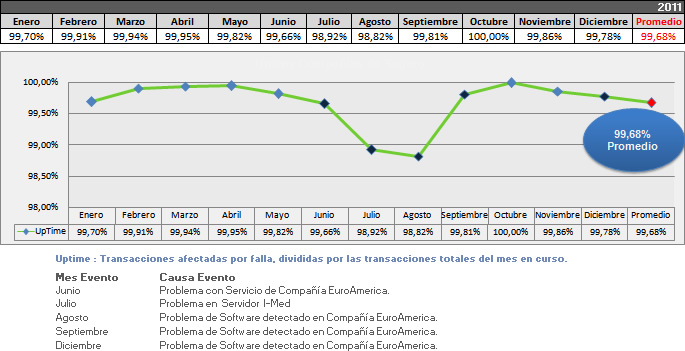 2011
Enero Febrero Marzo Abril Mayo Junio Julio Agosto Septiembre Octubre Noviembre Diciembre Promedio
99,70% 99,91% 99,94% 99,95% 99,82% 99,66% 98,92% 98,82% 99,81% 100,00% 99,86% 99,78% 99,68%
100,00%
99,50%
99,00%
98,50%
98,00%
99,68%
Promedio
Enero Febrero Marzo Abril Mayo Junio Julio Agosto Septiembre Octubre Noviembre Diciembre Promedio
UpTime 99,70% 99,91% 99,94% 99,95% 99,82% 99,66% 98,92% 98,82% 99,81% 100,00% 99,86% 99,78% 99,68%
Uptime : Transacciones afectadas por falla, divididas por las transacciones totales del mes en curso.
Mes Evento Causa Evento
Junio Problema con Servicio de Compañía EuroAmerica.
Julio Problema en Servidor I-Med
Agosto Problema de Software detectado en Compañía EuroAmerica.
Septiembre Problema de Software detectado en Compañía EuroAmerica.
Diciembre Problema de Software detectado en Compañía EuroAmerica.